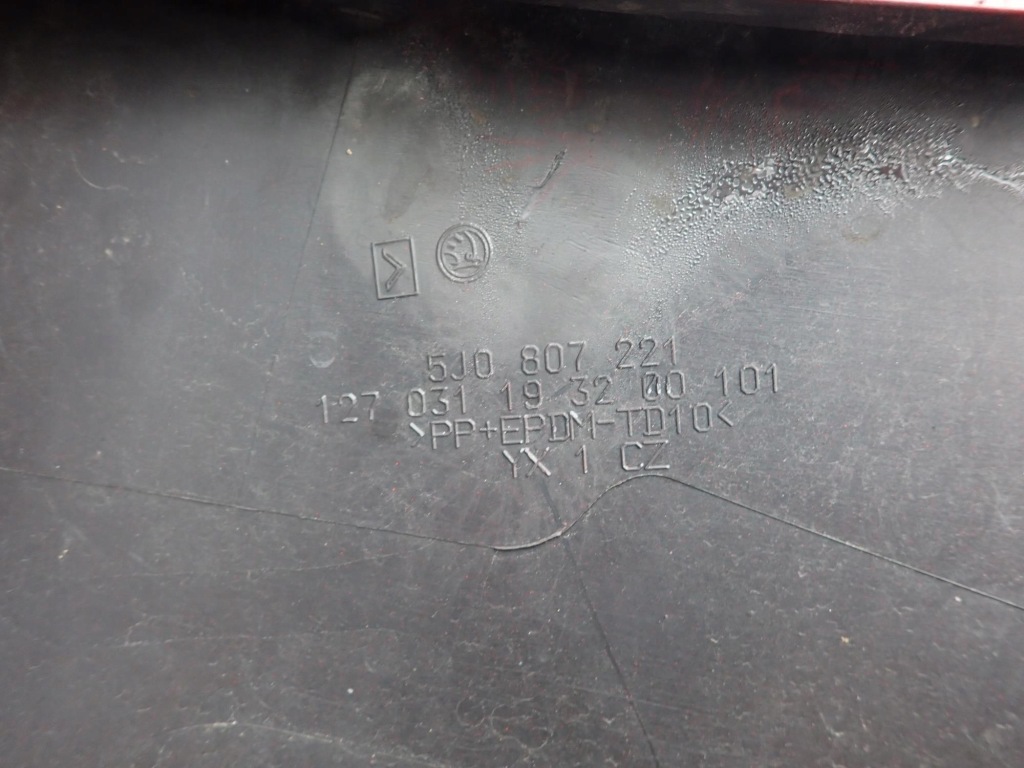 5J0 807 221
127 031 19 32 00 101
>PP+EPDM-TD10<
YX 1 CZ